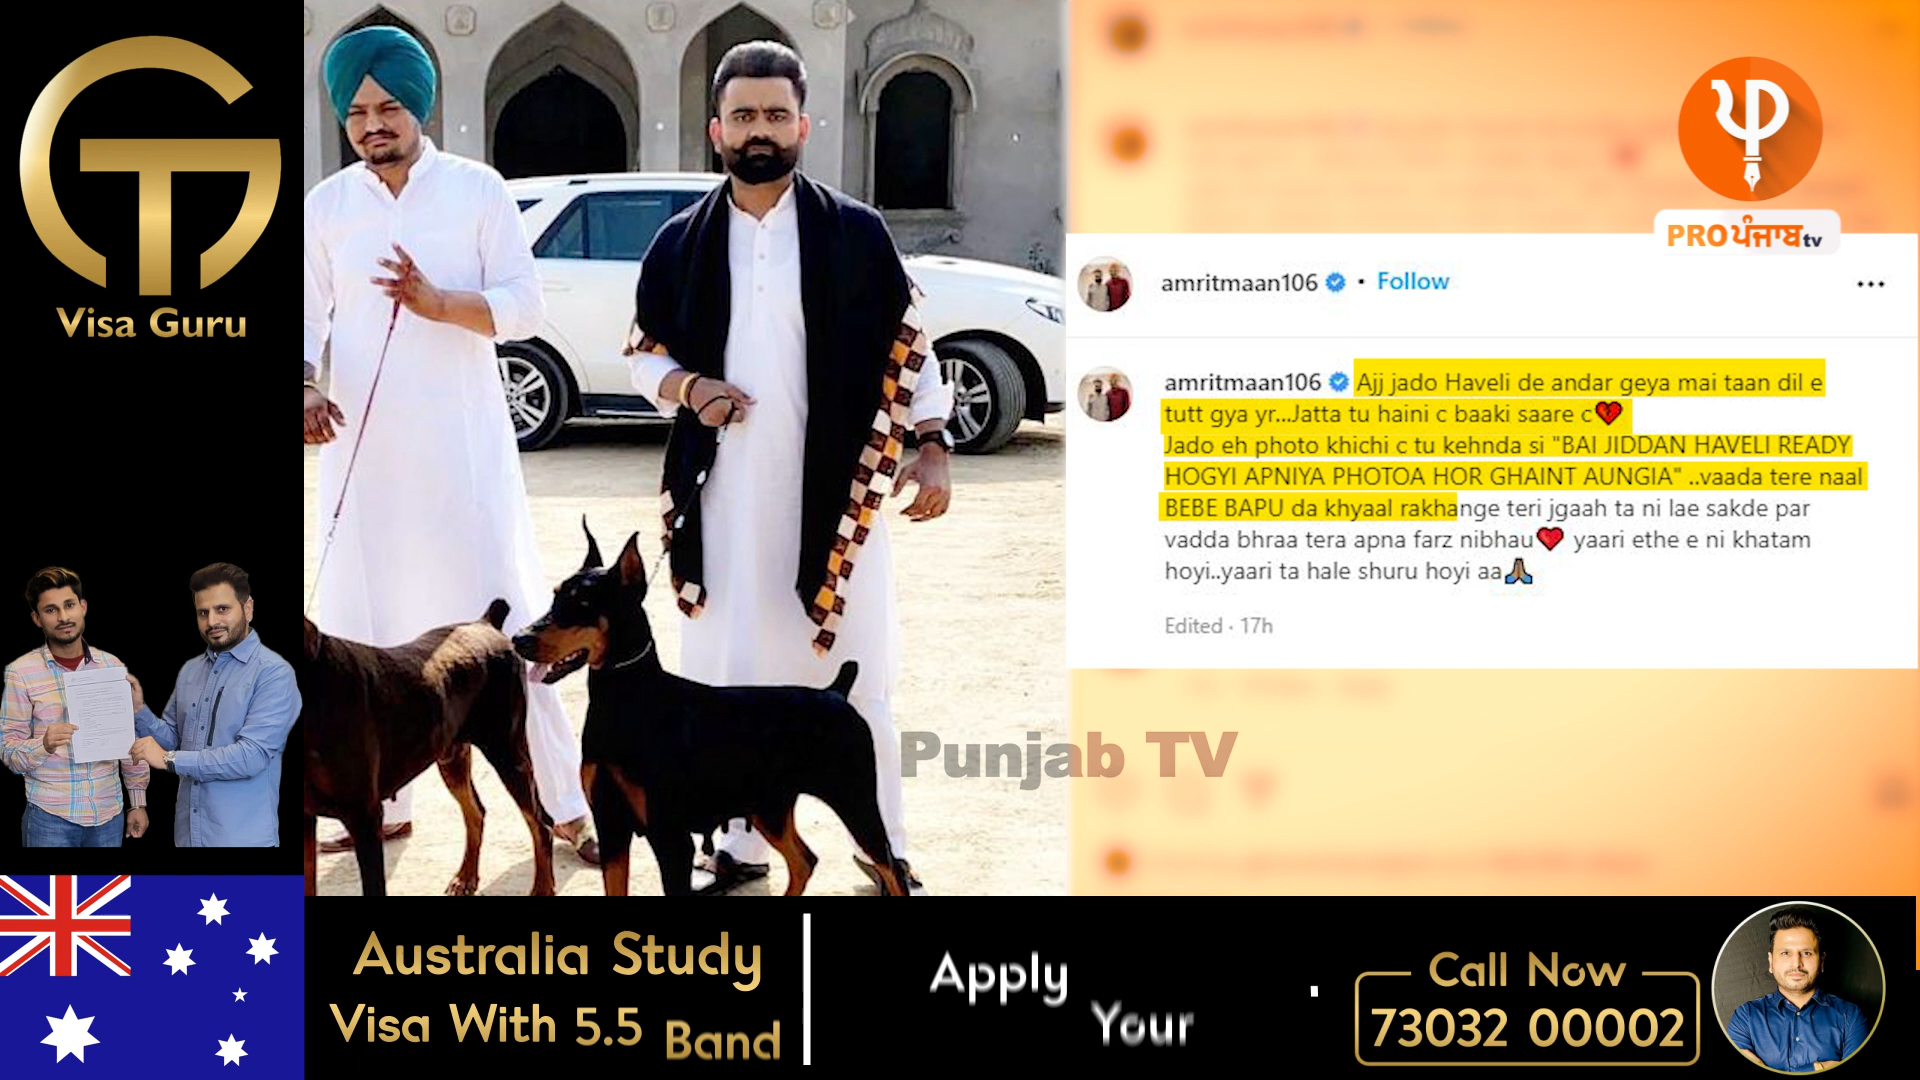 GT
Visa Guru
PRO ਪੰਜਾਬ tv
amritmaan106 • Follow
amritmaan106 Ajj jado Haveli de andar geya mai taan dil e
tutt gya yr...Jatta tu haini c baaki saare c💔
Jado eh photo khichi c tu kehnda si "BAI JIDDAN HAVELI READY
HOGYI APNIYA PHOTOA HOR GHAINT AUNGIA" ..vaada tere naal
BEBE BAPU da khyaal rakhange teri jgaah ta ni lae sakde par
vadda bhraa tera apna farz nibhau❤️ yaari ethe e ni khatam
hoyi..yaari ta hale shuru hoyi aa🙏
Edited · 17h
Punjab TV
Australia Study
Visa With 5.5 Band
Apply
Your
Call Now
73032 00002